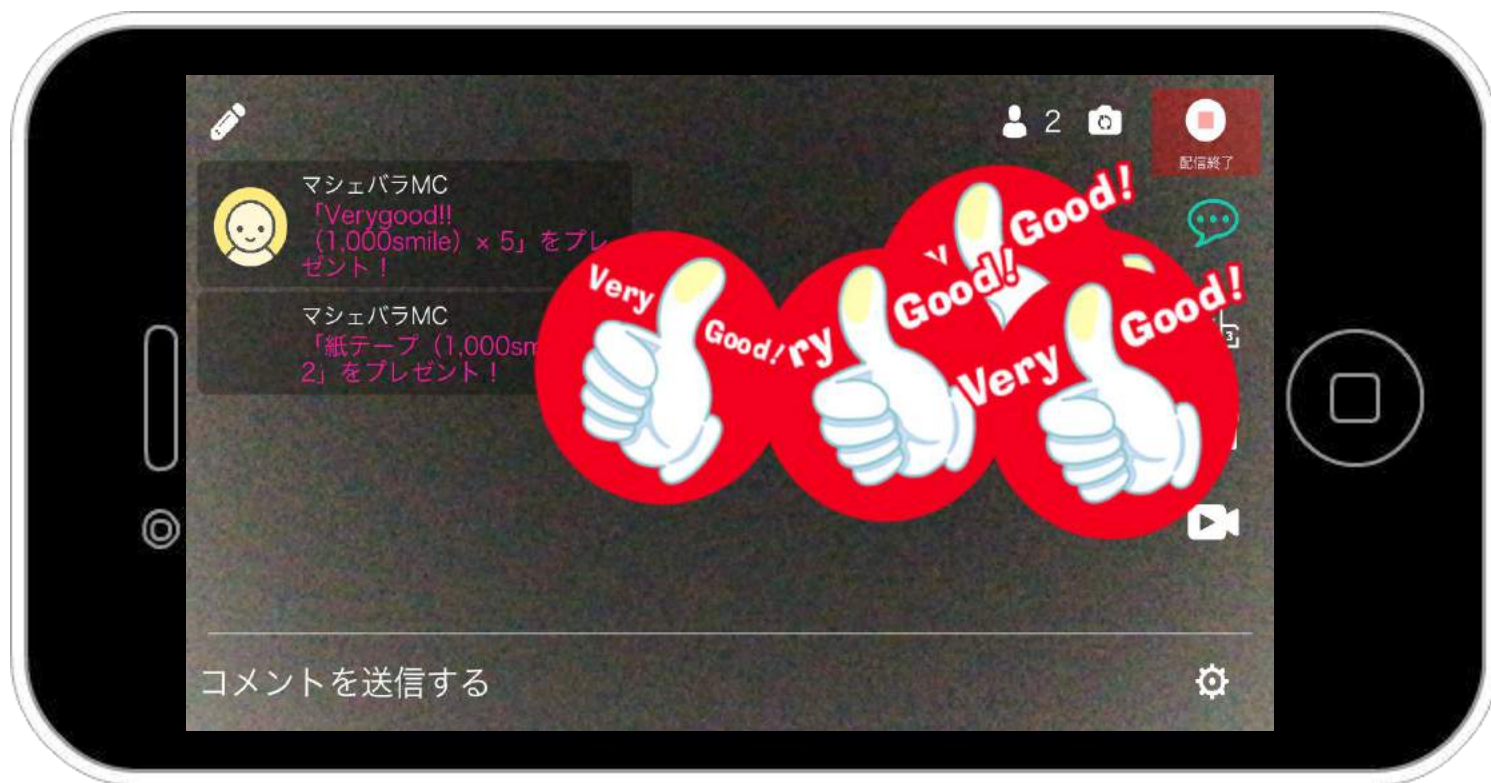 2
配信終了
マシェバラMC
「Verygood!!
（1,000smile）× 5」をプレ
ゼント！
マシェバラMC
「紙テープ（1,000sm
2」をプレゼント！
Very Good!
ry Good!
Good!
Very Good!
3
コメントを送信する